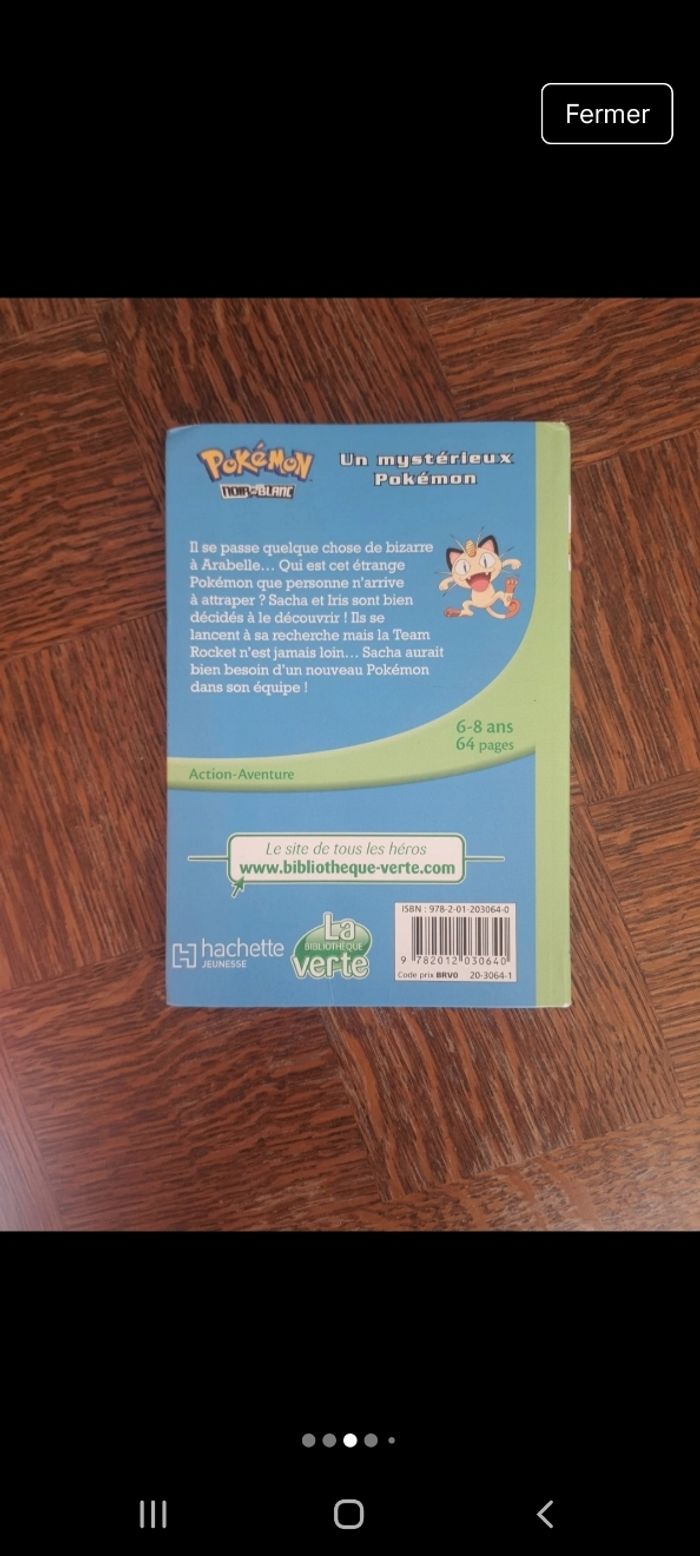 Fermer
POKéMON
NOIR & BLANC
Un mystérieux
Pokémon
Il se passe quelque chose de bizarre
à Arabelle... Qui est cet étrange
Pokémon que personne n'arrive
à attraper ? Sacha et Iris sont bien
décidés à le découvrir ! Ils se
lancent à sa recherche mais la Team
Rocket n'est jamais loin... Sacha aurait
bien besoin d'un nouveau Pokémon
dans son équipe !
6-8 ans
64 pages
Action-Aventure
Le site de tous les héros
www.bibliotheque-verte.com
hachette
JEUNESSE
La
BIBLIOTHEQUE
verte
ISBN : 978-2-01-203064-0
9 782012 030640
Code prix BRV0 20-3064-1